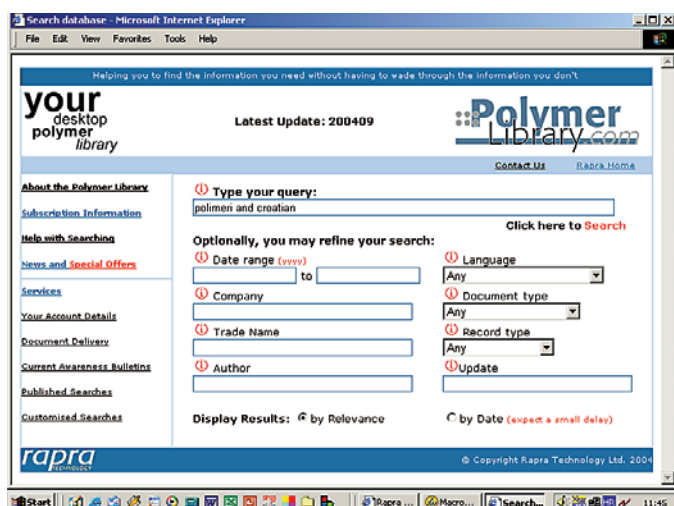 Search database - Microsoft Internet Explorer
File Edit View Favorites Tools Help
Helping you to find the information you need without having to wade through the information you don't
your
desktop
polymer
library
Latest Update: 200409
Polymer
Library.com
Contact Us Rapra Home
About the Polymer Library
Subscription Information
Help with Searching
News and Special Offers
Services
Your Account Details
Document Delivery
Current Awareness Bulletins
Published Searches
Customised Searches
Type your query:
polimeri and croatian
Click here to Search
Optionally, you may refine your search:
Date range (yyyy)
to
Language
Any
Company
Document type
Any
Trade Name
Record type
Any
Author
Update
Display Results: by Relevance by Date (expect a small delay)
rapra
TECHNOLOGY
© Copyright Rapra Technology Ltd. 2004
Start Rapra ... Macro... Search... 11:45